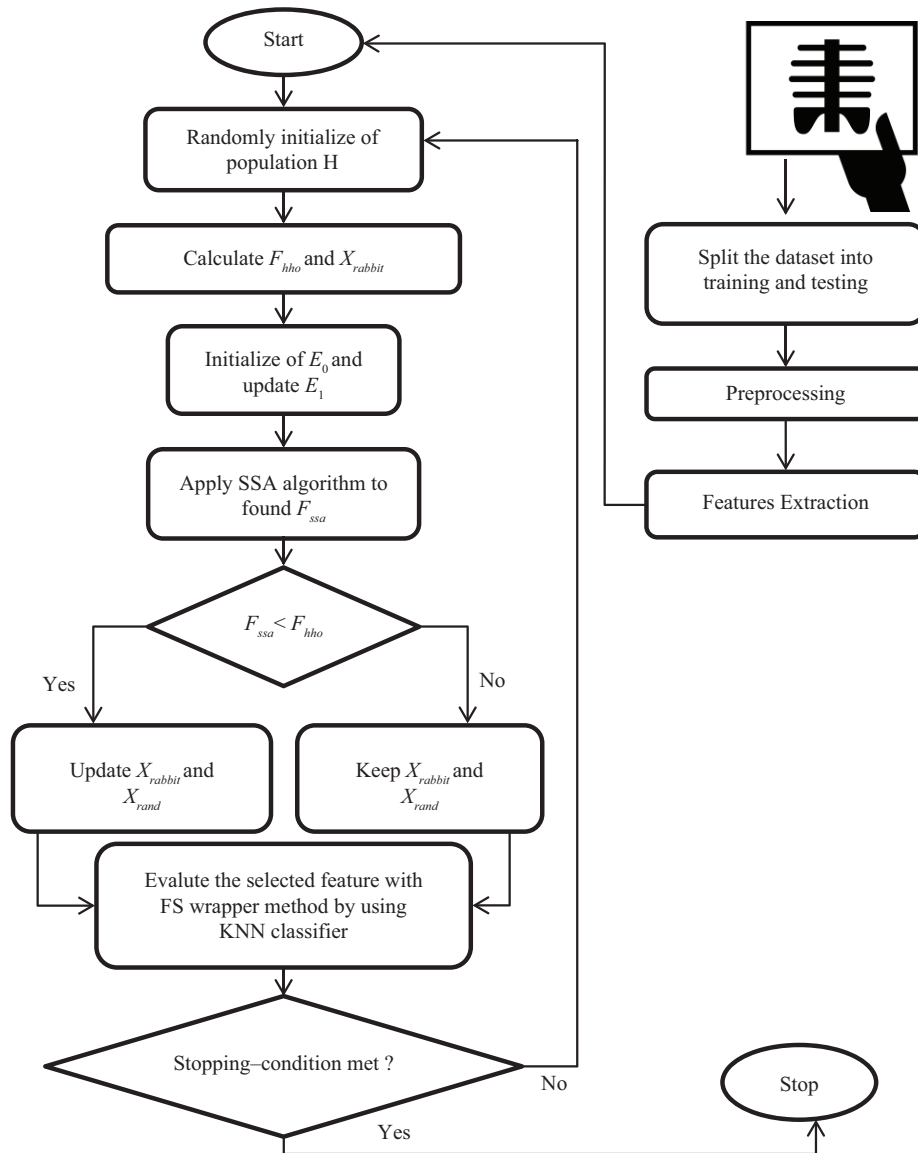 Start
Randomly initialize of
population H
Calculate F_hho and X_rabbit
Initialize of E_0 and
update E_1
Apply SSA algorithm to
found F_ssa
F_ssa < F_hho
Yes
No
Update X_rabbit and
X_rand
Keep X_rabbit and
X_rand
Evalute the selected feature with
FS wrapper method by using
KNN classifier
Stopping–condition met ?
No
Yes
Split the dataset into
training and testing
Preprocessing
Features Extraction
Stop